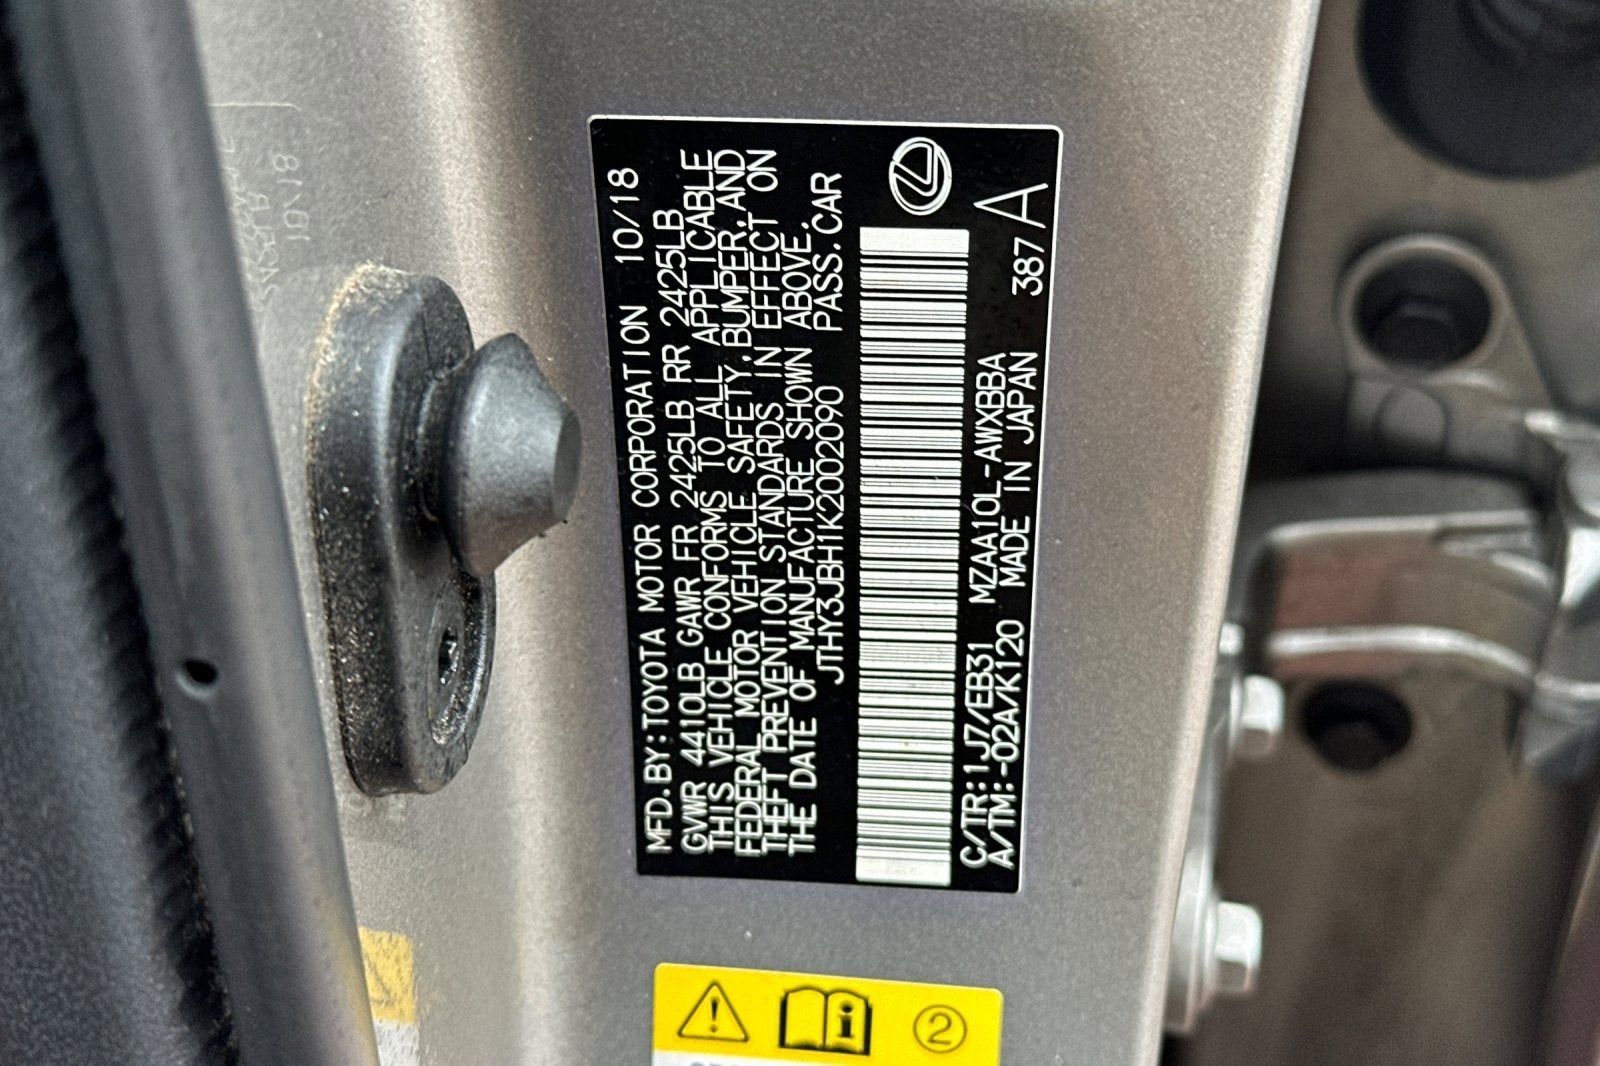 MFD.BY:TOYOTA MOTOR CORPORATION 10/18
GVWR 4410LB GAWR FR 2425LB RR 2425LB
THIS VEHICLE CONFORMS TO ALL APPLICABLE
FEDERAL MOTOR VEHICLE SAFETY,BUMPER,AND
THEFT PREVENTION STANDARDS IN EFFECT ON
THE DATE OF MANUFACTURE SHOWN ABOVE.
JTHY3JBH1K2002090 PASS.CAR
C/TR:1J7/EB31 MZAA10L-AWXBBA 387 A
A/TM:-02A/K120 MADE IN JAPAN
2